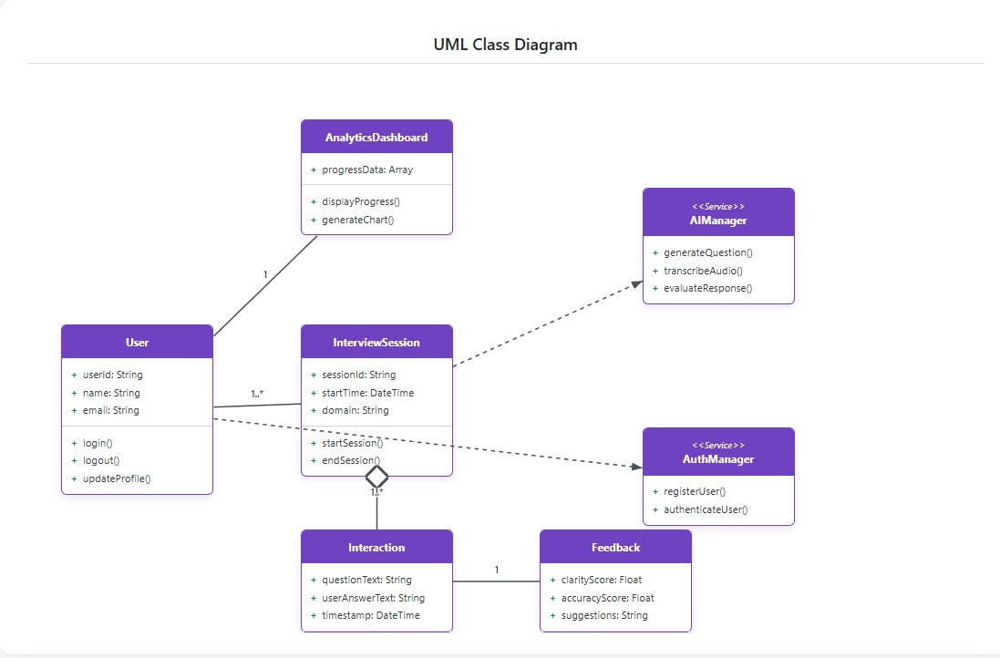 UML Class Diagram
AnalyticsDashboard
+ progressData: Array
+ displayProgress()
+ generateChart()
<<Service>>
AIManager
+ generateQuestion()
+ transcribeAudio()
+ evaluateResponse()
1
User
+ userId: String
+ name: String
+ email: String
+ login()
+ logout()
+ updateProfile()
1..*
InterviewSession
+ sessionId: String
+ startTime: DateTime
+ domain: String
+ startSession()
+ endSession()
<<Service>>
AuthManager
+ registerUser()
+ authenticateUser()
1..*
Interaction
+ questionText: String
+ userAnswerText: String
+ timestamp: DateTime
1
Feedback
+ clarityScore: Float
+ accuracyScore: Float
+ suggestions: String